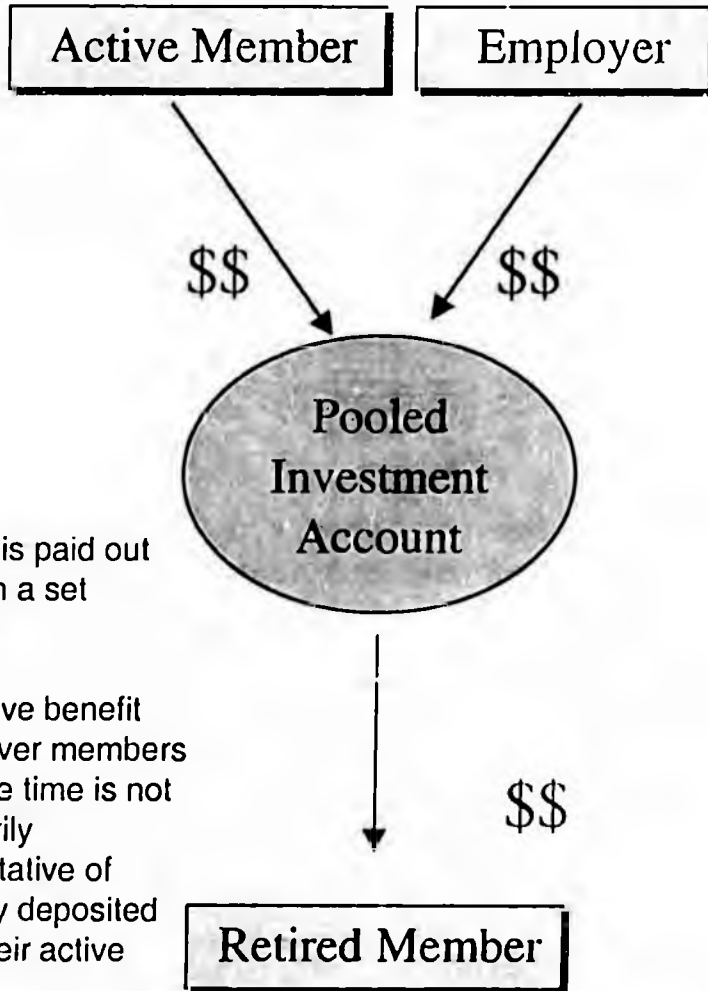 Active Member
Employer
$$
$$
Pooled
Investment
Account
is paid out
a set
ve benefit
ver members
e time is not
rily
tative of
y deposited
eir active
$$
Retired Member